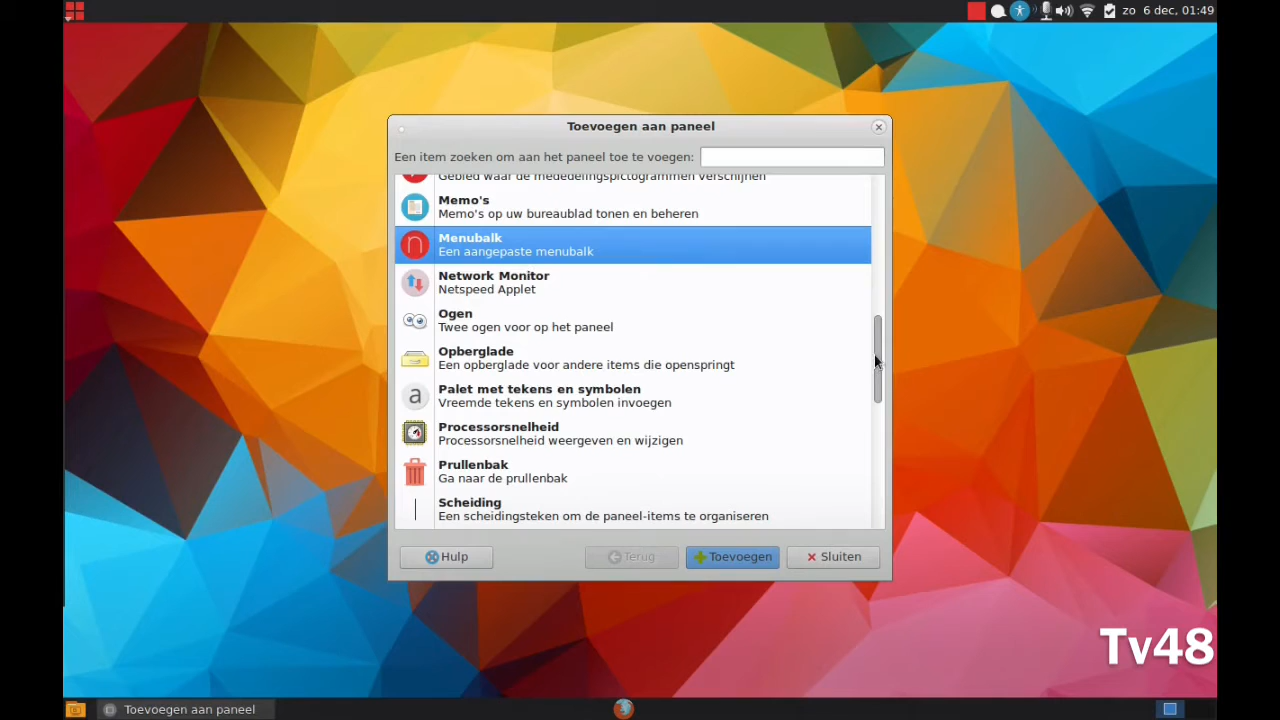 zo 6 dec, 01:49
Toevoegen aan paneel
Een item zoeken om aan het paneel toe te voegen:
Gebied waar de mededelingspictogrammen verschijnen
Memo's
Memo's op uw bureaublad tonen en beheren
Menubalk
Een aangepaste menubalk
Network Monitor
Netspeed Applet
Ogen
Twee ogen voor op het paneel
Opberglade
Een opberglade voor andere items die openspringt
a
Palet met tekens en symbolen
Vreemde tekens en symbolen invoegen
Processorsnelheid
Processorsnelheid weergeven en wijzigen
Prullenbak
Ga naar de prullenbak
Scheiding
Een scheidingsteken om de paneel-items te organiseren
Hulp
Terug
Toevoegen
Sluiten
Tv48
Toevoegen aan paneel